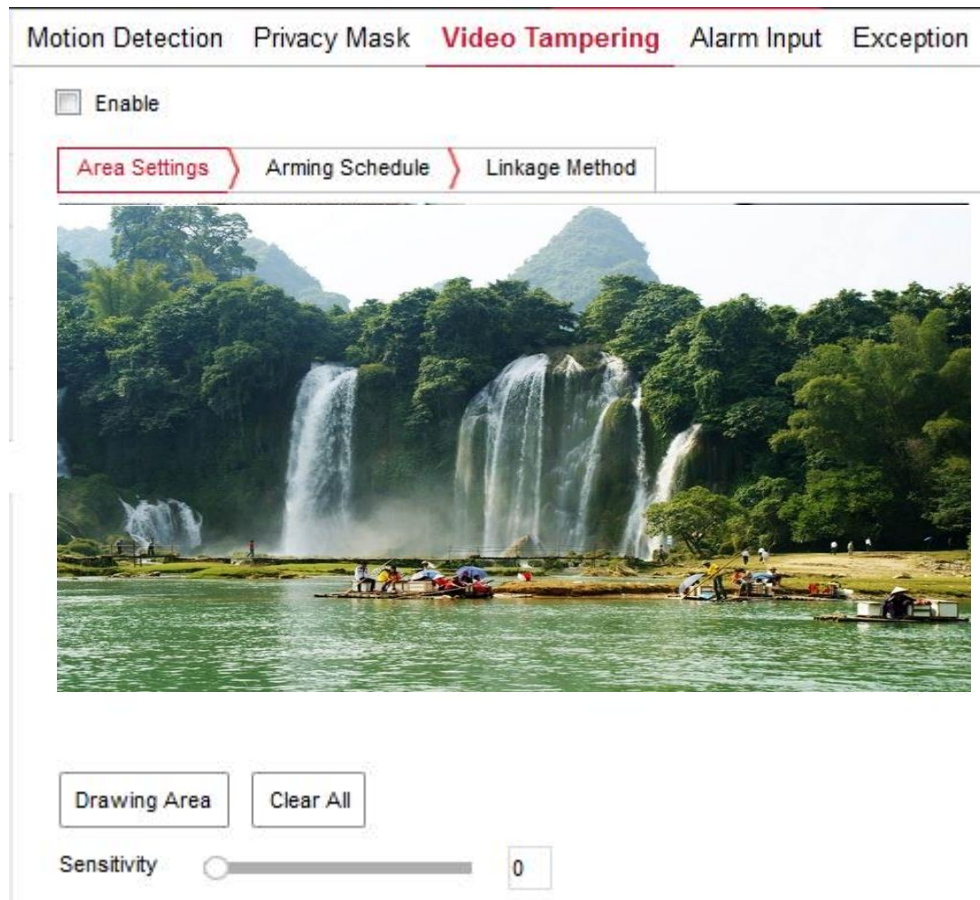 Motion Detection Privacy Mask Video Tampering Alarm Input Exception
Enable
Area Settings Arming Schedule Linkage Method
Drawing Area Clear All
Sensitivity 0